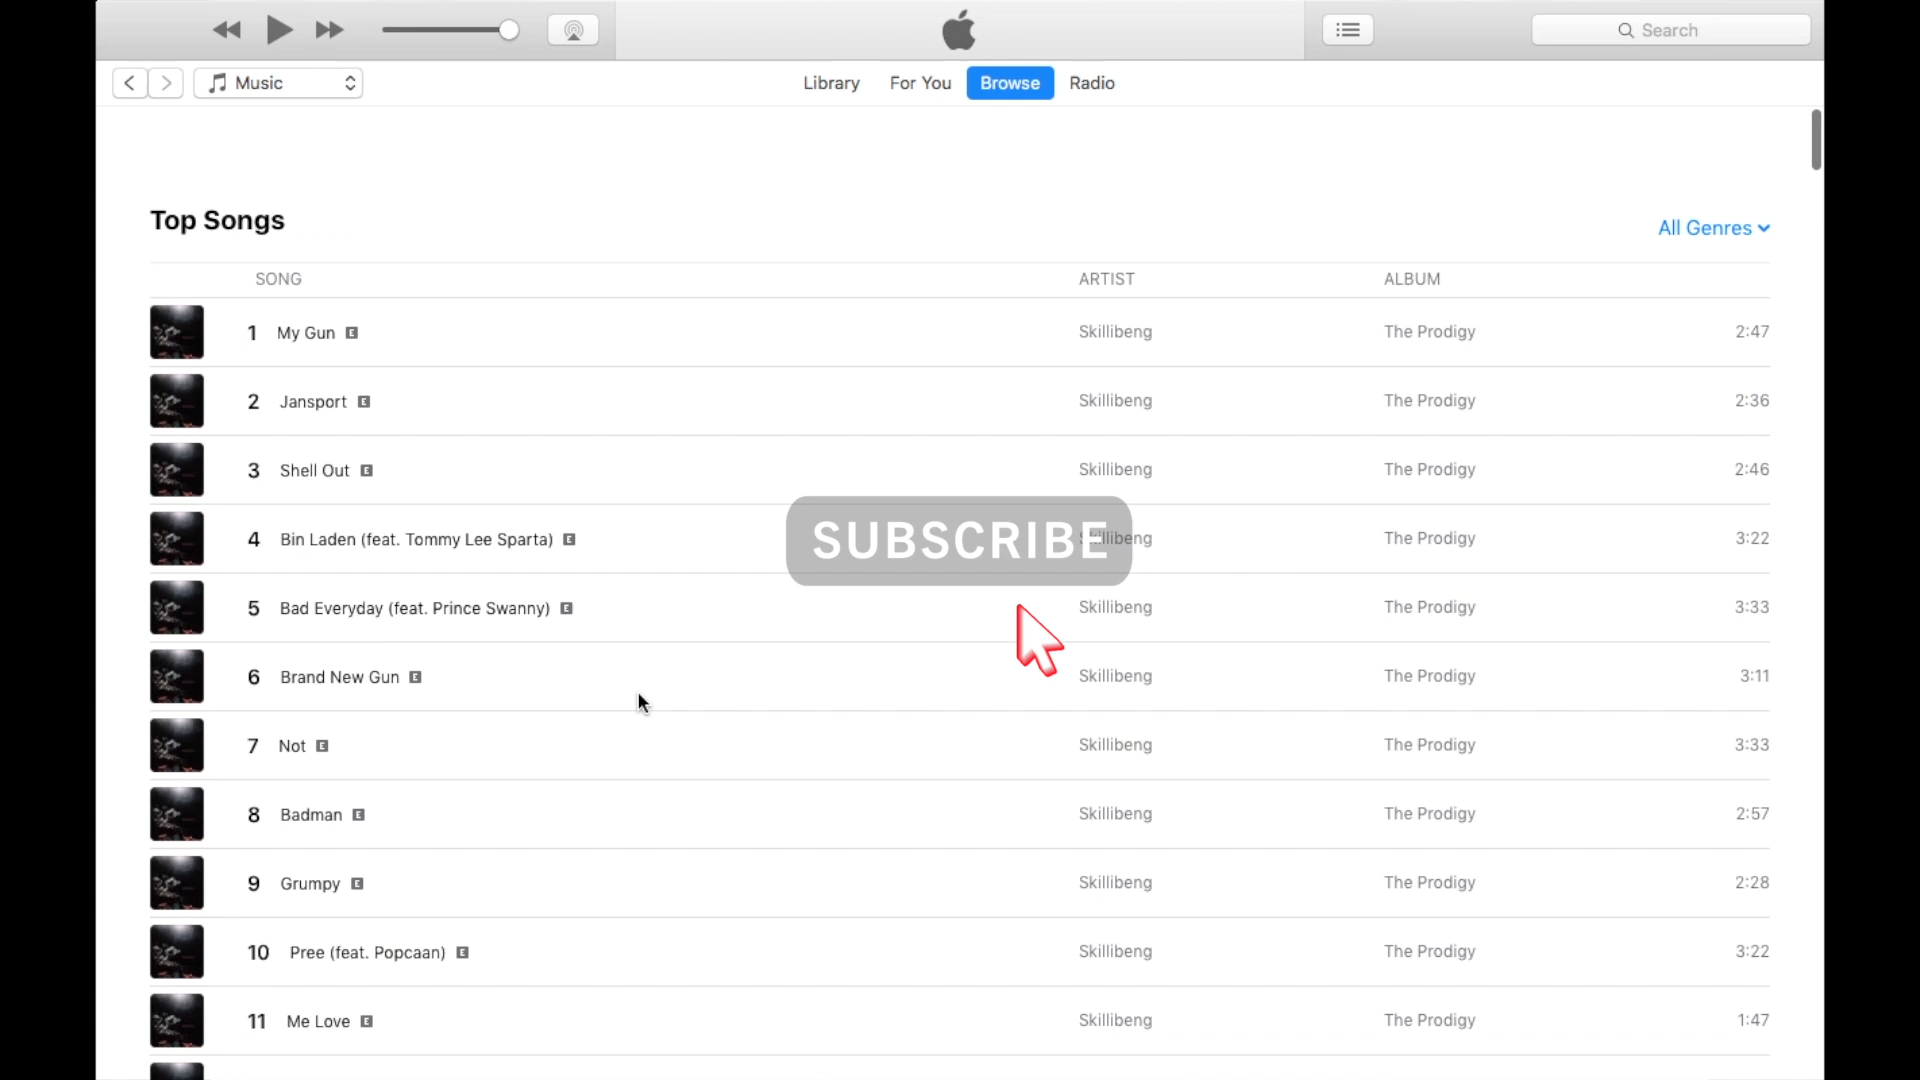 Search
Music
Library For You Browse Radio
Top Songs
All Genres
SONG ARTIST ALBUM
1 My Gun E Skillibeng The Prodigy 2:47
2 Jansport E Skillibeng The Prodigy 2:36
3 Shell Out E Skillibeng The Prodigy 2:46
4 Bin Laden (feat. Tommy Lee Sparta) E Skillibeng The Prodigy 3:22
SUBSCRIBE
5 Bad Everyday (feat. Prince Swanny) E Skillibeng The Prodigy 3:33
6 Brand New Gun E Skillibeng The Prodigy 3:11
7 Not E Skillibeng The Prodigy 3:33
8 Badman E Skillibeng The Prodigy 2:57
9 Grumpy E Skillibeng The Prodigy 2:28
10 Pree (feat. Popcaan) E Skillibeng The Prodigy 3:22
11 Me Love E Skillibeng The Prodigy 1:47